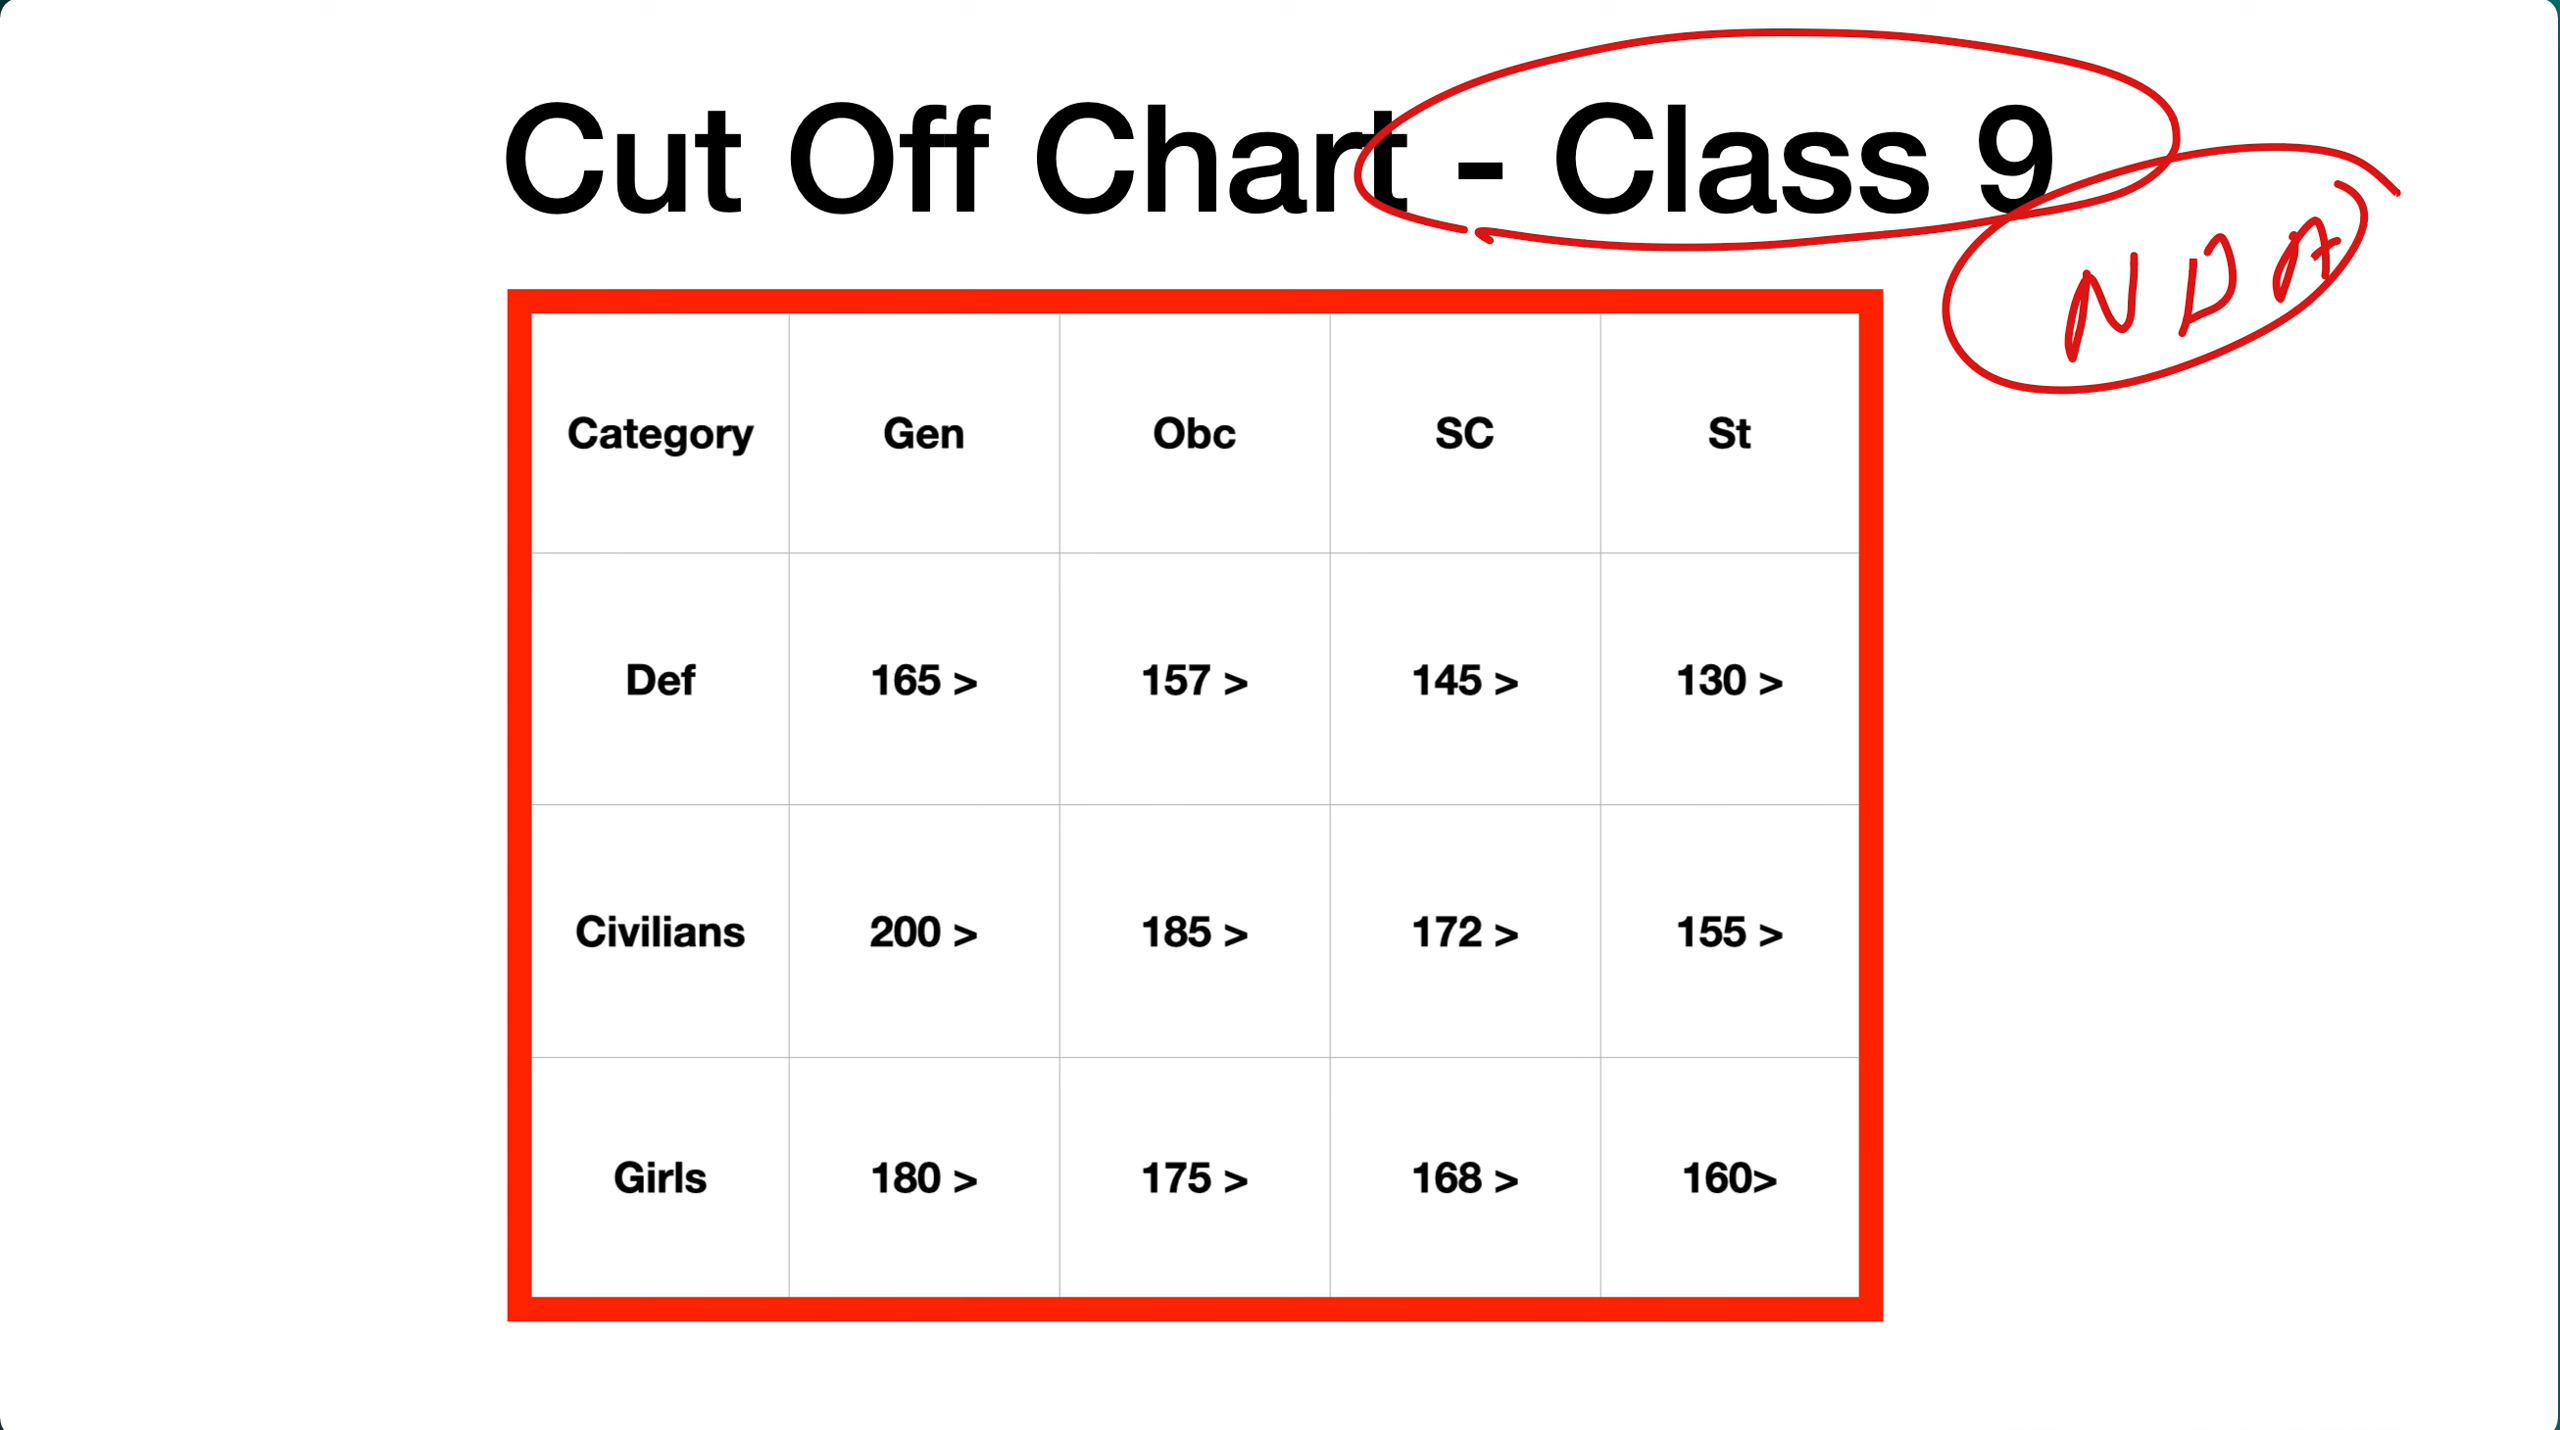 Cut Off Chart - Class 9
NDA
Category Gen Obc SC St
Def 165 > 157 > 145 > 130 >
Civilians 200 > 185 > 172 > 155 >
Girls 180 > 175 > 168 > 160>